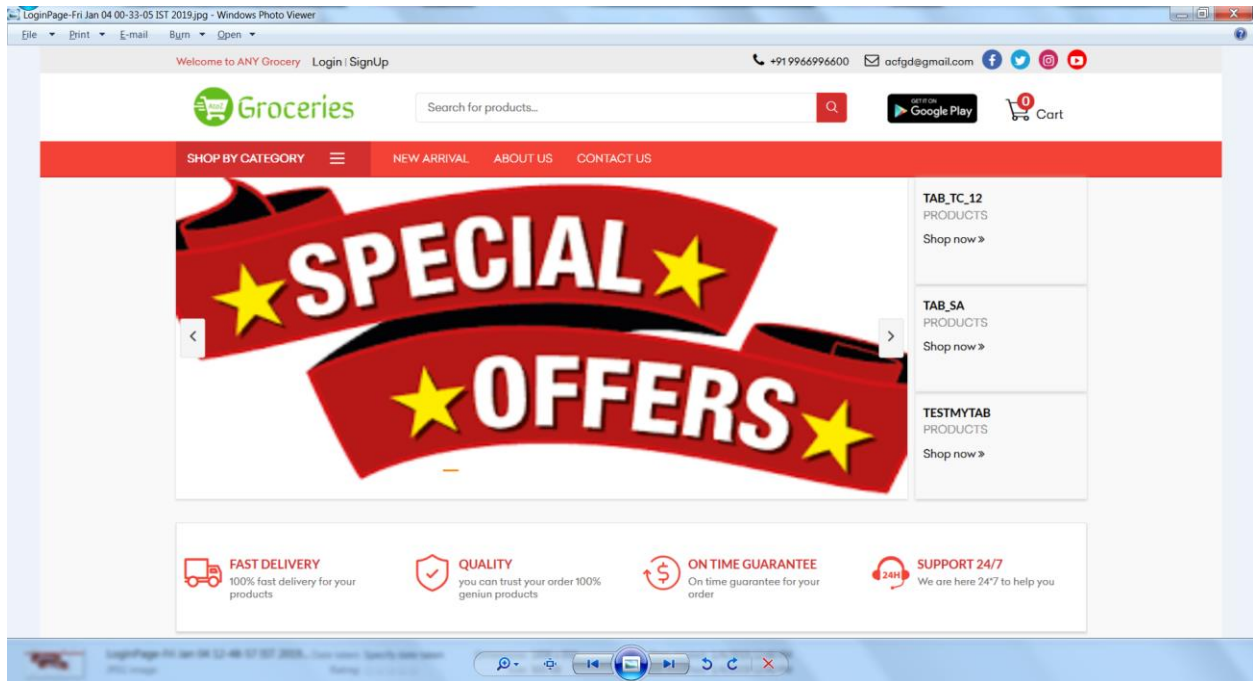 LoginPage-Fri Jan 04 00-33-05 IST 2019.jpg - Windows Photo Viewer
File Print E-mail Burn Open
Welcome to ANY Grocery Login | SignUp +91 9966996600 acfgd@gmail.com
Groceries Search for products... GET IT ON Google Play 0 Cart
SHOP BY CATEGORY NEW ARRIVAL ABOUT US CONTACT US
SPECIAL
OFFERS
TAB_TC_12
PRODUCTS
Shop now »
TAB_SA
PRODUCTS
Shop now »
TESTMYTAB
PRODUCTS
Shop now »
FAST DELIVERY
100% fast delivery for your
products
QUALITY
you can trust your order 100%
geniun products
ON TIME GUARANTEE
On time guarantee for your
order
24H
SUPPORT 24/7
We are here 24*7 to help you